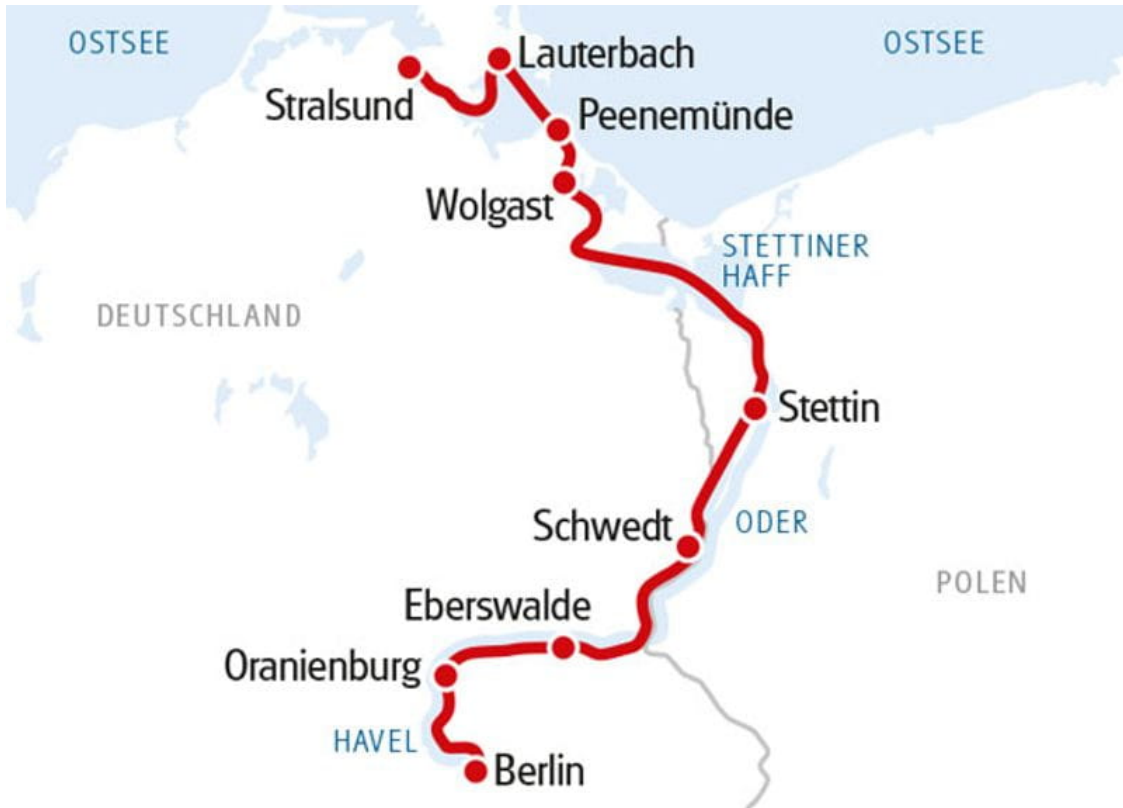 OSTSEE
OSTSEE
Lauterbach
Stralsund
Peenemünde
Wolgast
STETTINER
HAFF
DEUTSCHLAND
Stettin
Schwedt
ODER
POLEN
Eberswalde
Oranienburg
HAVEL
Berlin